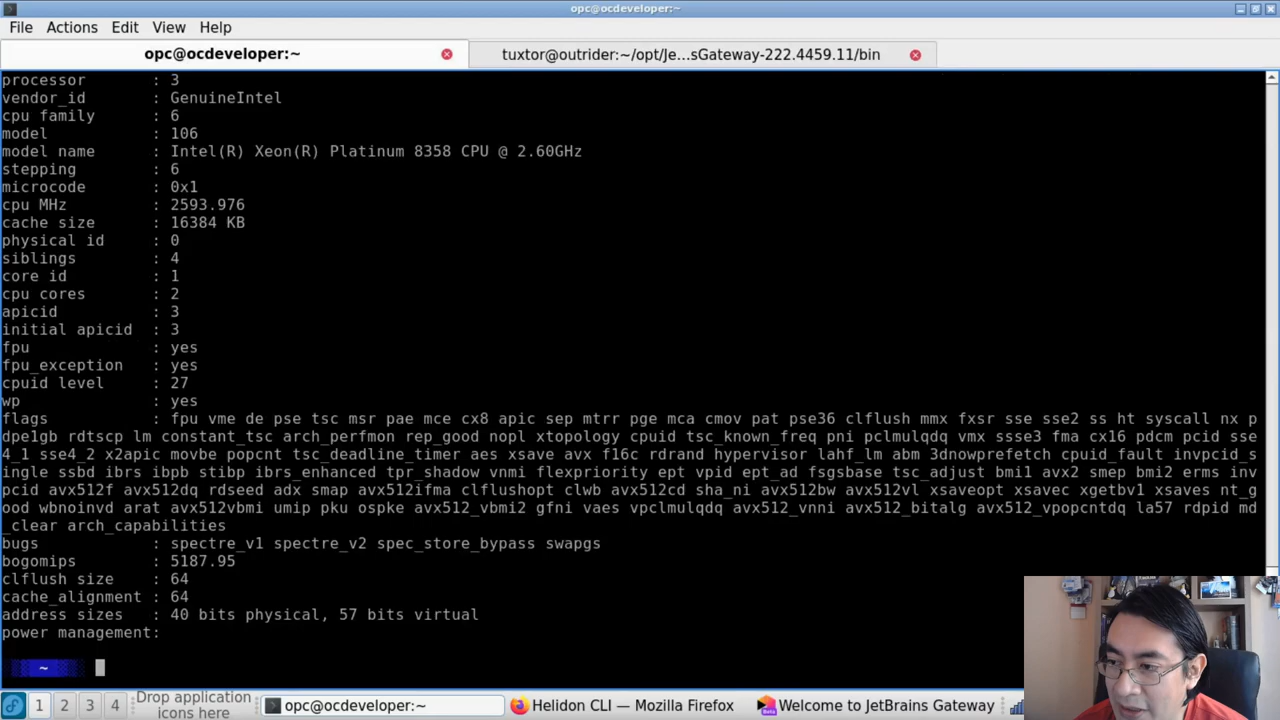 opc@ocdeveloper:~
File Actions Edit View Help
opc@ocdeveloper:~ tuxtor@outrider:~/opt/Je...sGateway-222.4459.11/bin
processor : 3
vendor_id : GenuineIntel
cpu family : 6
model : 106
model name : Intel(R) Xeon(R) Platinum 8358 CPU @ 2.60GHz
stepping : 6
microcode : 0x1
cpu MHz : 2593.976
cache size : 16384 KB
physical id : 0
siblings : 4
core id : 1
cpu cores : 2
apicid : 3
initial apicid : 3
fpu : yes
fpu_exception : yes
cpuid level : 27
wp : yes
flags : fpu vme de pse tsc msr pae mce cx8 apic sep mtrr pge mca cmov pat pse36 clflush mmx fxsr sse sse2 ss ht syscall nx p
dpe1gb rdtscp lm constant_tsc arch_perfmon rep_good nopl xtopology cpuid tsc_known_freq pni pclmulqdq vmx ssse3 fma cx16 pdcm pcid sse
4_1 sse4_2 x2apic movbe popcnt tsc_deadline_timer aes xsave avx f16c rdrand hypervisor lahf_lm abm 3dnowprefetch cpuid_fault invpcid_s
ingle ssbd ibrs ibpb stibp ibrs_enhanced tpr_shadow vnmi flexpriority ept vpid ept_ad fsgsbase tsc_adjust bmi1 avx2 smep bmi2 erms inv
pcid avx512f avx512dq rdseed adx smap avx512ifma clflushopt clwb avx512cd sha_ni avx512bw avx512vl xsaveopt xsavec xgetbv1 xsaves nt_g
ood wbnoinvd arat avx512vbmi umip pku ospke avx512_vbmi2 gfni vaes vpclmulqdq avx512_vnni avx512_bitalg avx512_vpopcntdq la57 rdpid md
_clear arch_capabilities
bugs : spectre_v1 spectre_v2 spec_store_bypass swapgs
bogomips : 5187.95
clflush size : 64
cache_alignment : 64
address sizes : 40 bits physical, 57 bits virtual
power management:
~
1 2 3 4 Drop application icons here opc@ocdeveloper:~ Helidon CLI — Mozilla Firefox Welcome to JetBrains Gateway